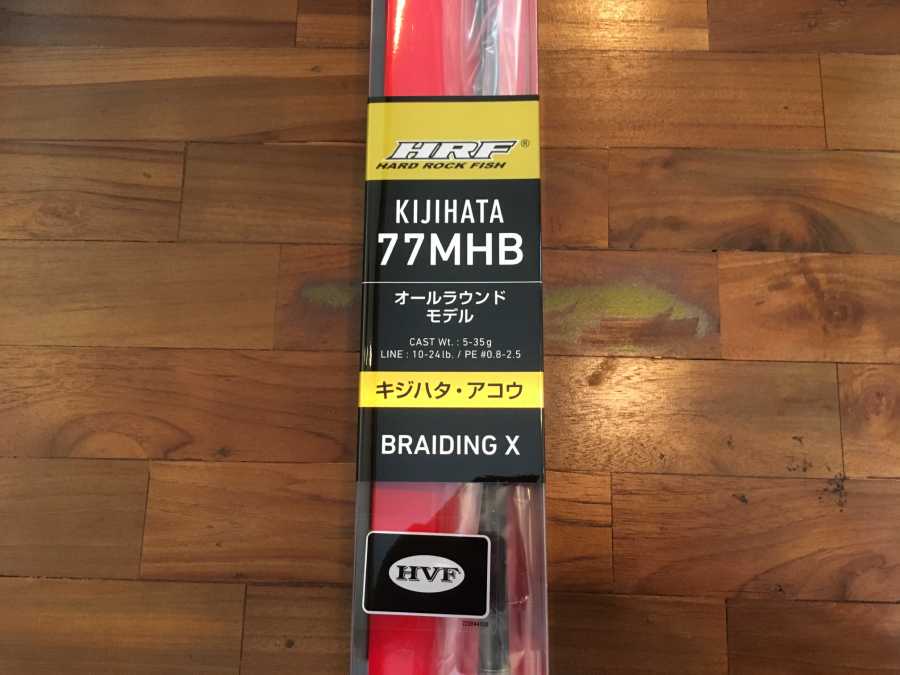 HRF®
HARD ROCK FISH
KIJIHATA
77MHB
オールラウンド
モデル
CAST Wt. : 5-35g
LINE : 10-24lb. / PE #0.8-2.5
キジハタ・アコウ
BRAIDING X
HVF